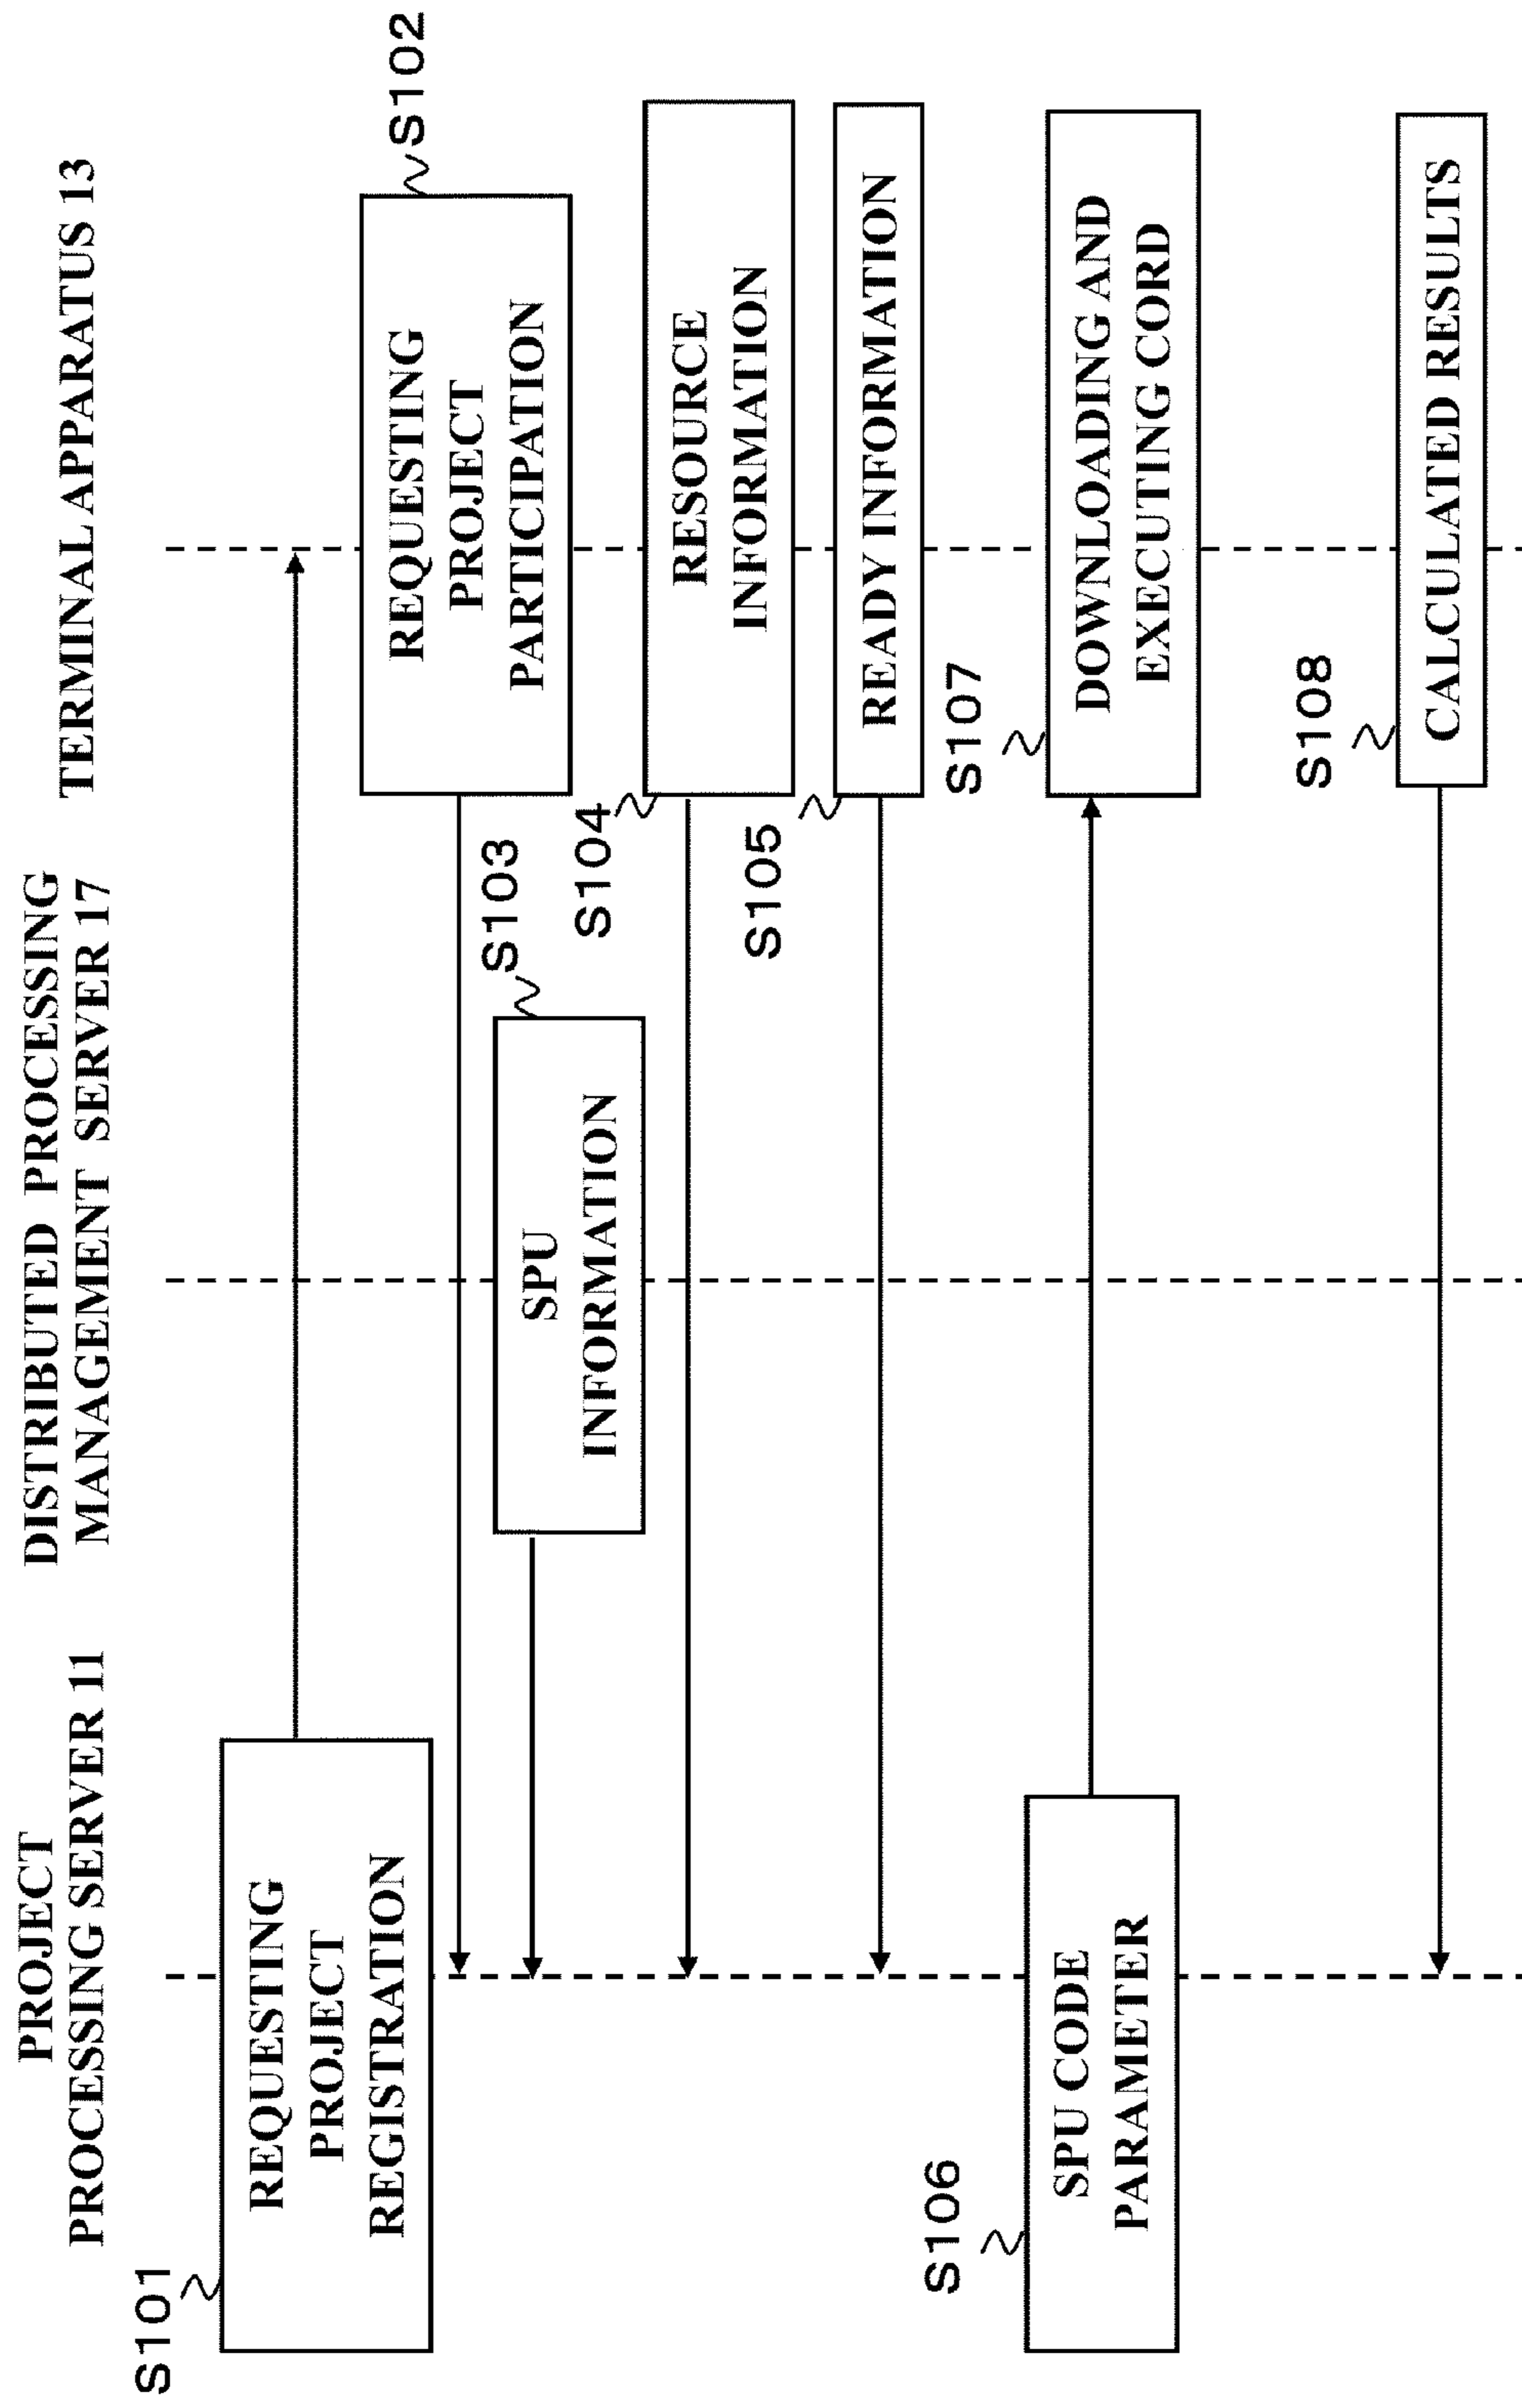 PROJECT
PROCESSING SERVER 11
DISTRIBUTED PROCESSING
MANAGEMENT SERVER 17
TERMINAL APPARATUS 13
S101
REQUESTING
PROJECT
REGISTRATION
S102
REQUESTING
PROJECT
PARTICIPATION
S103
SPU
INFORMATION
S104
RESOURCE
INFORMATION
S105
READY INFORMATION
S106
SPU CODE
PARAMETER
S107
DOWNLOADING AND
EXECUTING CORD
S108
CALCULATED RESULTS